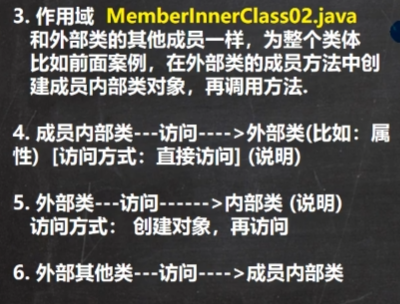 3. 作用域  MemberInnerClass02.java
和外部类的其他成员一样，为整个类体
比如前面案例，在外部类的成员方法中创
建成员内部类对象，再调用方法.
4. 成员内部类---访问---->外部类(比如：属
性)  [访问方式：直接访问] (说明)
5. 外部类---访问------>内部类 (说明)
访问方式： 创建对象，再访问
6. 外部其他类---访问---->成员内部类